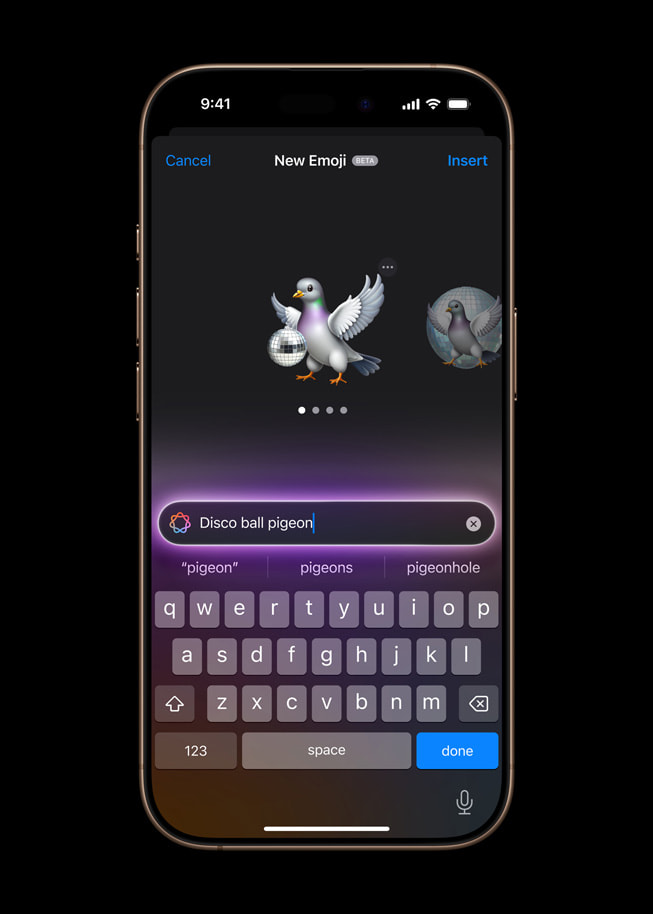 9:41
Cancel New Emoji BETA Insert
Disco ball pigeon
“pigeon” pigeons pigeonhole
q w e r t y u i o p
a s d f g h j k l
z x c v b n m
123 space done